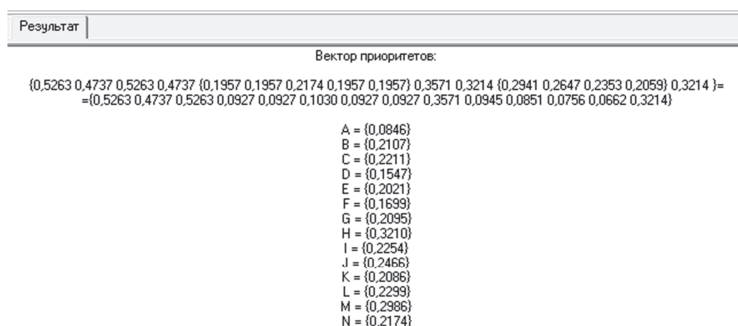 Результат
Вектор приоритетов:
{0,5263 0,4737 0,5263 0,4737 {0,1957 0,1957 0,2174 0,1957 0,1957} 0,3571 0,3214 {0,2941 0,2647 0,2353 0,2059} 0,3214 }=
={0,5263 0,4737 0,5263 0,0927 0,0927 0,1030 0,0927 0,0927 0,3571 0,0945 0,0851 0,0756 0,0662 0,3214}
A = {0,0846}
B = {0,2107}
C = {0,2211}
D = {0,1547}
E = {0,2021}
F = {0,1699}
G = {0,2095}
H = {0,3210}
I = {0,2254}
J = {0,2466}
K = {0,2086}
L = {0,2299}
M = {0,2986}
N = {0,2174}